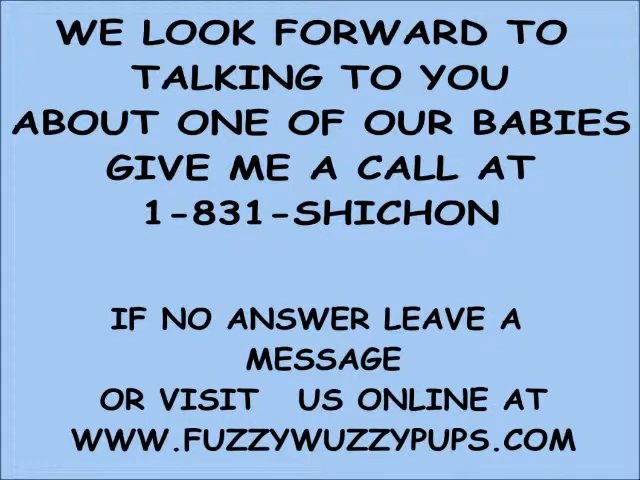 WE LOOK FORWARD TO
TALKING TO YOU
ABOUT ONE OF OUR BABIES
GIVE ME A CALL AT
1-831-SHICHON
IF NO ANSWER LEAVE A
MESSAGE
OR VISIT US ONLINE AT
WWW.FUZZYWUZZYPUPS.COM